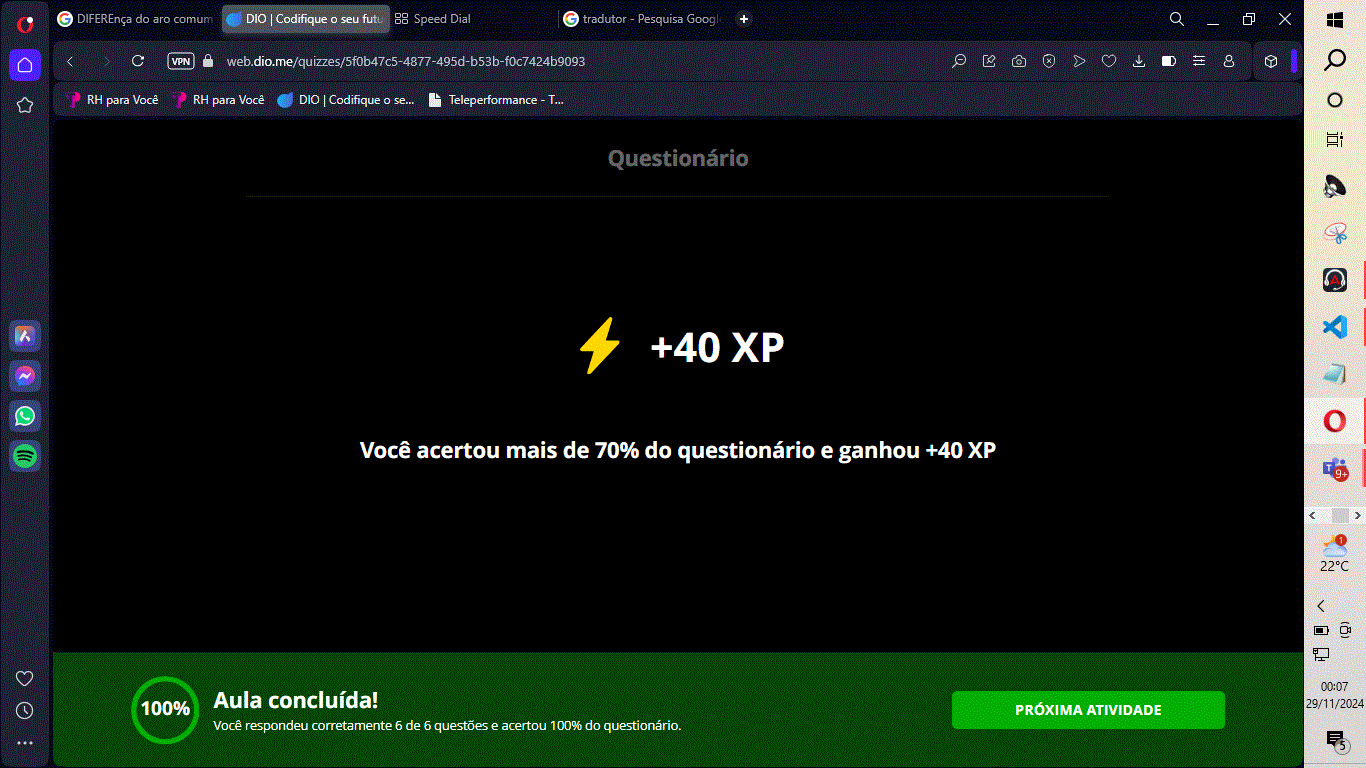 DIFEREnça do aro comum
DIO | Codifique o seu futu
Speed Dial
tradutor - Pesquisa Googl
VPN
web.dio.me/quizzes/5f0b47c5-4877-495d-b53b-f0c7424b9093
RH para Você
RH para Você
DIO | Codifique o se...
Teleperformance - T...
Questionário
+40 XP
Você acertou mais de 70% do questionário e ganhou +40 XP
100%
Aula concluída!
Você respondeu corretamente 6 de 6 questões e acertou 100% do questionário.
PRÓXIMA ATIVIDADE
9+
1
22°C
00:07
29/11/2024
5